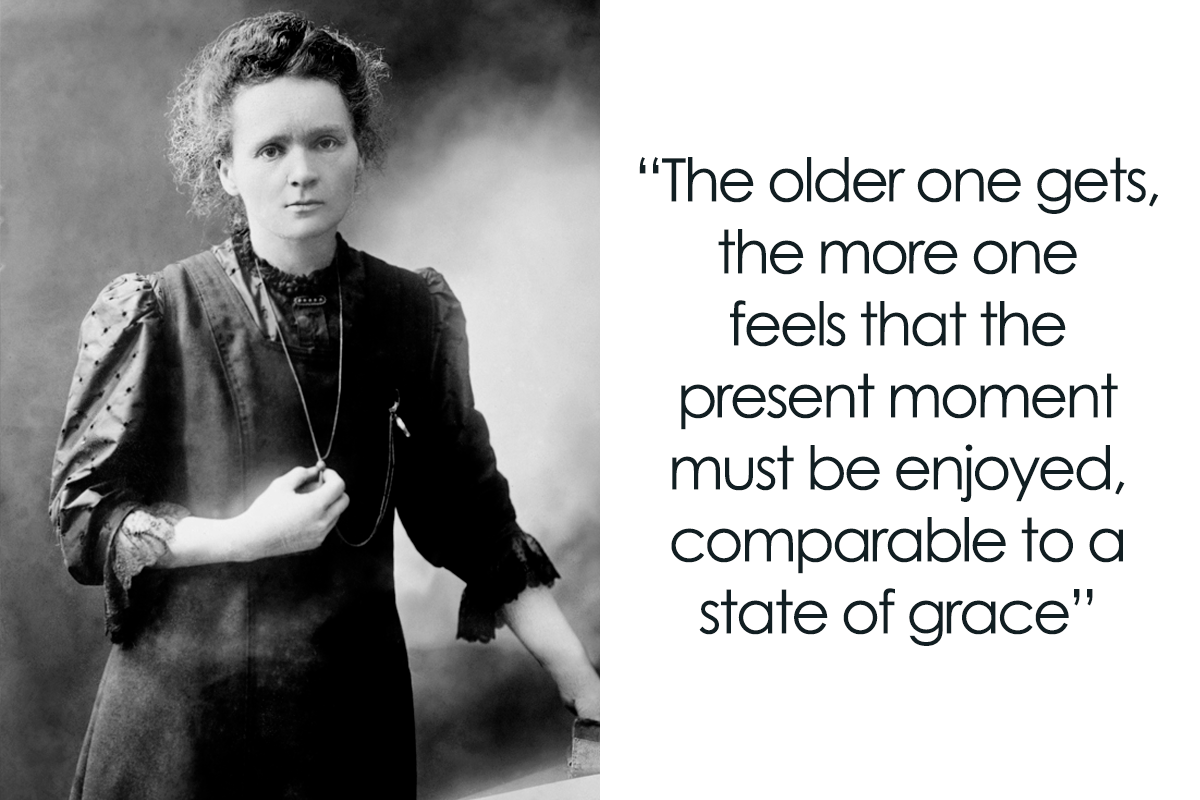 “The older one gets,
the more one
feels that the
present moment
must be enjoyed,
comparable to a
state of grace”